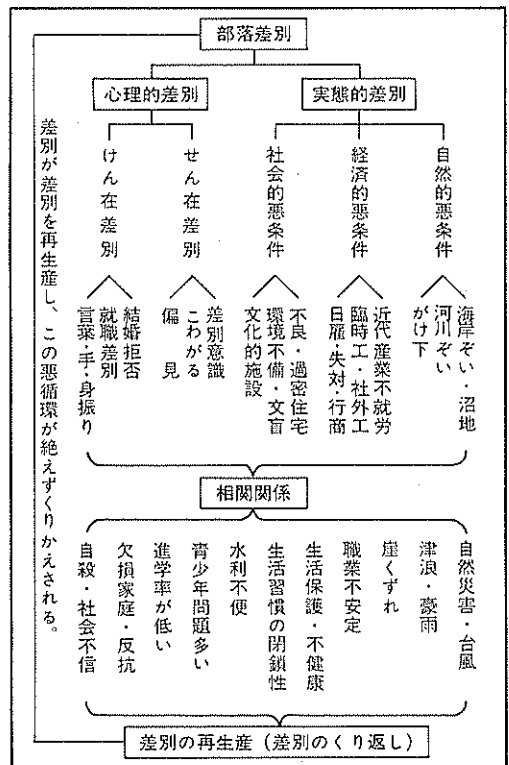 部落差別
心理的差別
実態的差別
自然的悪条件
経済的悪条件
社会的悪条件
せん在差別
けん在差別
海岸ぞい・沼地
河川ぞい
がけ下
近代産業不就労
臨時工・社外工
日雇・失対・行商
不良・過密住宅
環境不備・文盲
文化的施設
差別意識
こわがる
偏見
結婚拒否
就職差別
言葉・手・身振り
相関関係
自然災害・台風
津浪・豪雨
崖くずれ
職業不安定
生活保護・不健康
生活習慣の閉鎖性
水利不便
青少年問題多い
進学率が低い
欠損家庭・反抗
自殺・社会不信
差別の再生産（差別のくり返し）
差別が差別を再生産し、この悪循環が絶えずくりかえされる。